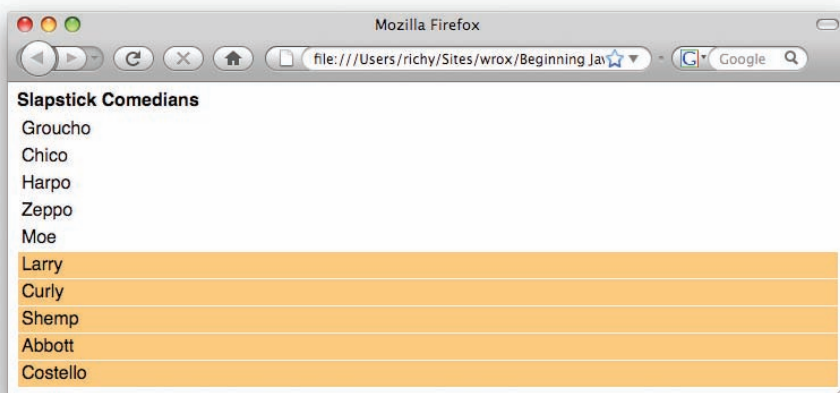 Mozilla Firefox
file:///Users/richy/Sites/wrox/Beginning Jav
G Google
Slapstick Comedians
Groucho
Chico
Harpo
Zeppo
Moe
Larry
Curly
Shemp
Abbott
Costello